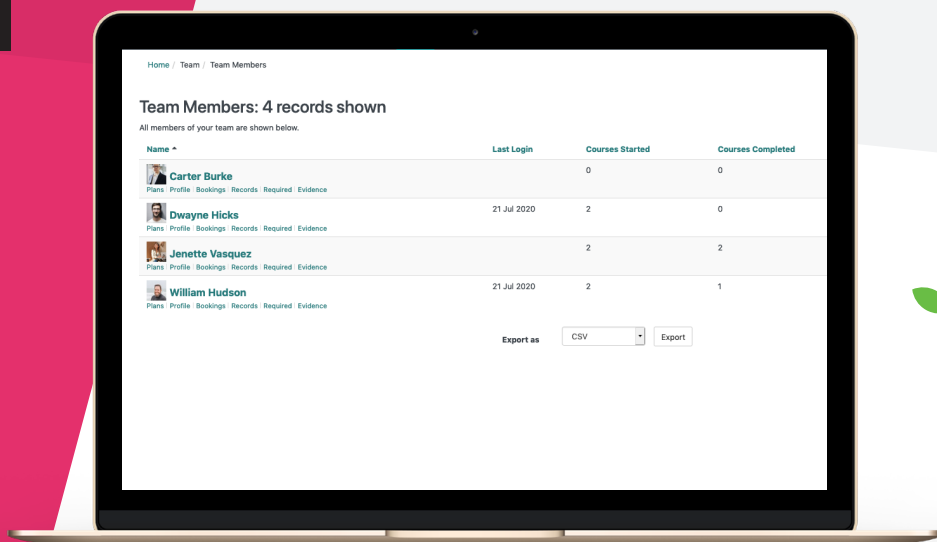 Home / Team / Team Members
Team Members: 4 records shown
All members of your team are shown below.
Name Last Login Courses Started Courses Completed
Carter Burke 0 0
Plans | Profile | Bookings | Records | Required | Evidence
Dwayne Hicks 21 Jul 2020 2 0
Plans | Profile | Bookings | Records | Required | Evidence
Jenette Vasquez 2 2
Plans | Profile | Bookings | Records | Required | Evidence
William Hudson 21 Jul 2020 2 1
Plans | Profile | Bookings | Records | Required | Evidence
Export as CSV Export